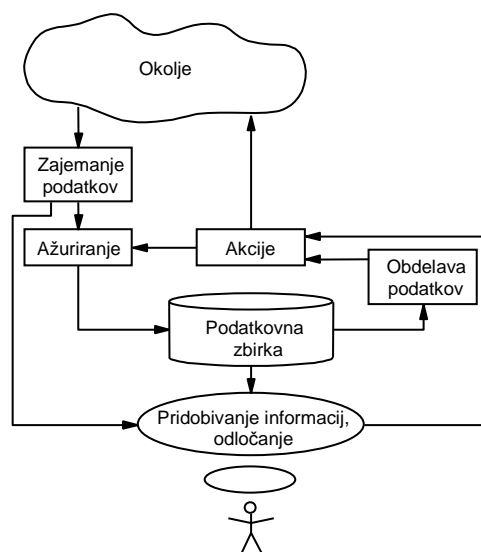 Okolje
Zajemanje
podatkov
Ažuriranje
Akcije
Obdelava
podatkov
Podatkovna
zbirka
Pridobivanje informacij,
odločanje